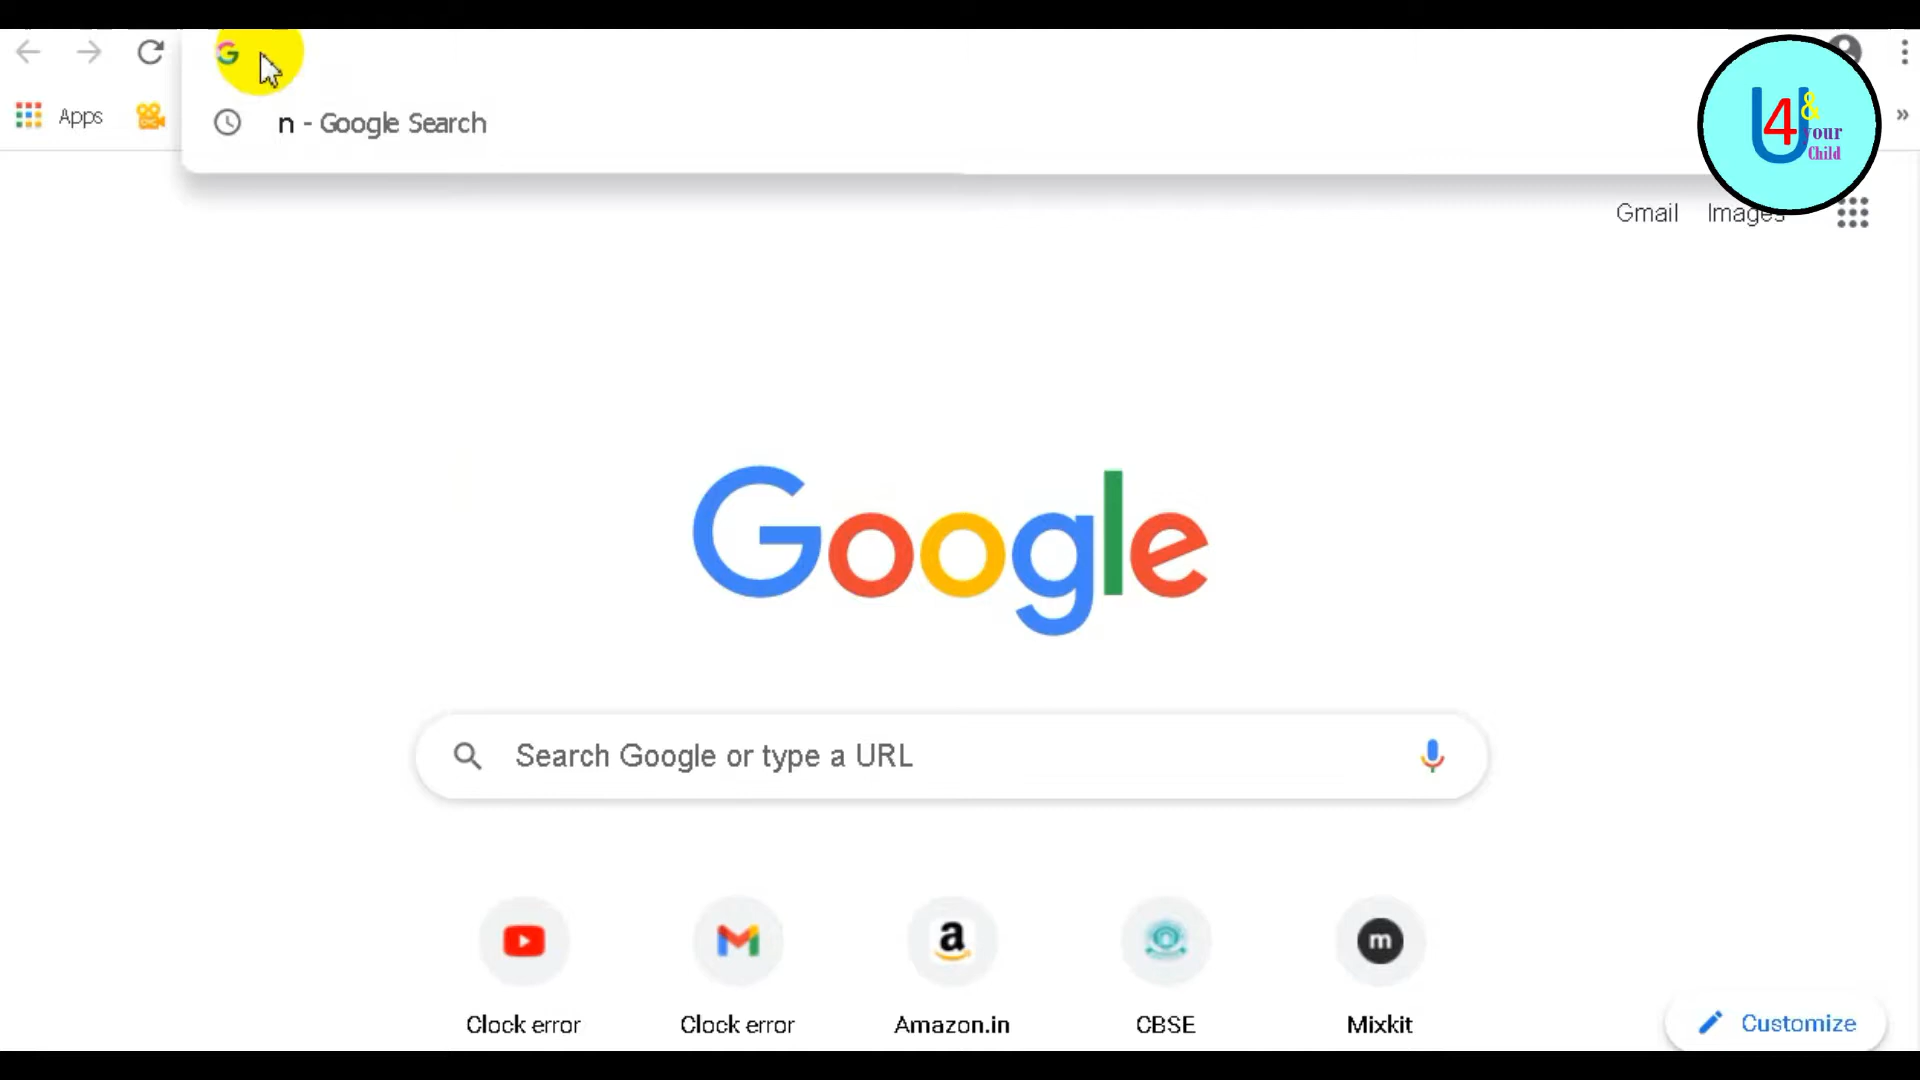 n - Google Search
Apps
U
4
&
your
Child
Gmail Images
Google
Search Google or type a URL
Clock error
Clock error
Amazon.in
CBSE
Mixkit
Customize